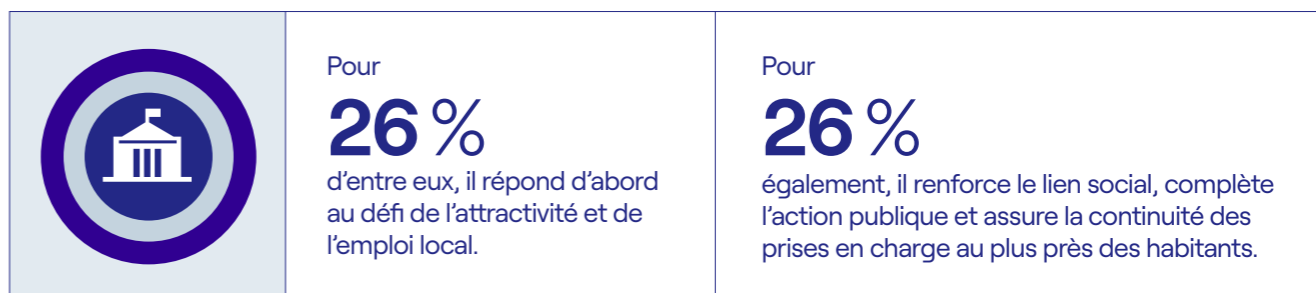 Pour
26 %
d'entre eux, il répond d'abord
au défi de l'attractivité et de
l'emploi local.
Pour
26 %
également, il renforce le lien social, complète
l'action publique et assure la continuité des
prises en charge au plus près des habitants.